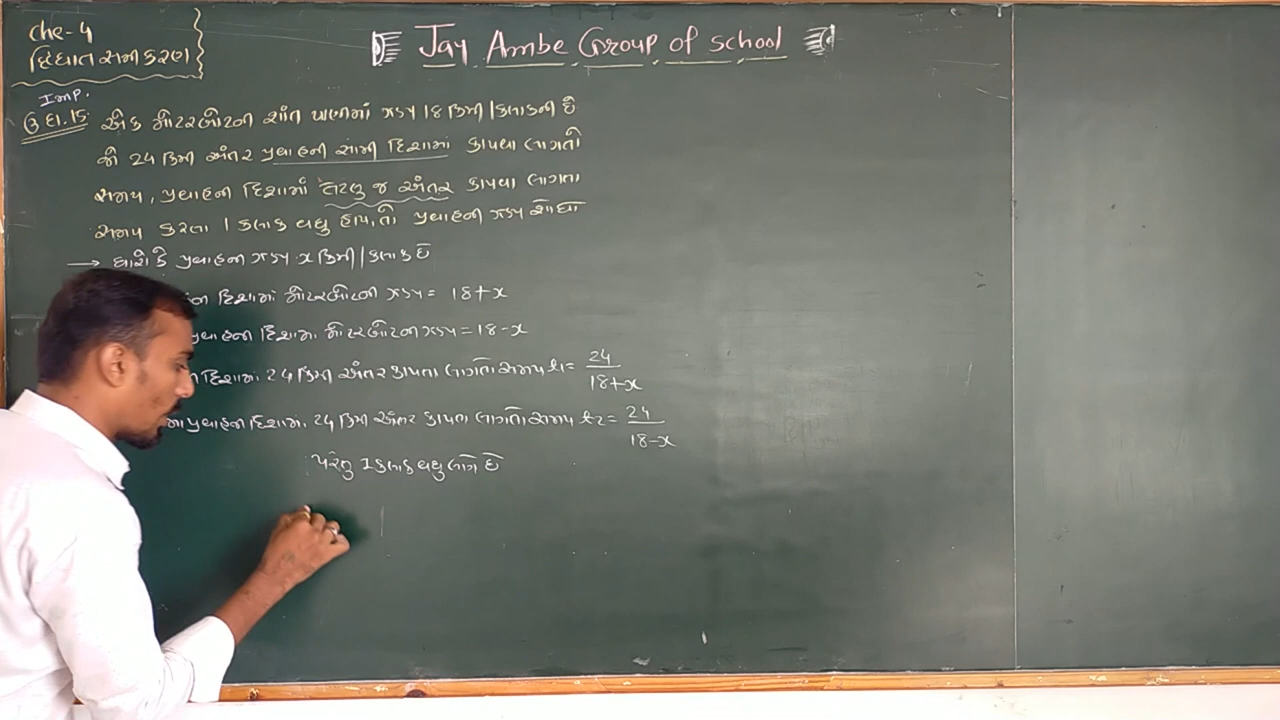 che-4
દ્વિઘાત સમીકરણ
Jay Ambe Group of school
Imp.
ઉદા.15 એક મોટરબોટની શાંત પાણીમાં ઝડપ 18 કિમી/કલાકની છે
જો 24 કિમી અંતર પ્રવાહની સામી દિશામાં કાપવા લાગતો
સમય, પ્રવાહની દિશામાં તેટલુ જ અંતર કાપવા લાગતા
સમય કરતા 1 કલાક વધુ હોય, તો પ્રવાહની ઝડપ શોધો
→ ધારો કે પ્રવાહની ઝડપ x કિમી/કલાક છે
દિશામાં મોટરબોટની ઝડપ = 18+x
પ્રવાહની દિશામાં મોટરબોટની ઝડપ = 18-x
દિશામાં 24 કિમી અંતર કાપતા લાગતો સમય t1 = 24/18+x
પ્રવાહની દિશામાં 24 કિમી અંતર કાપતા લાગતો સમય t2 = 24/18-x
પરંતુ 1 કલાક વધુ લાગે છે